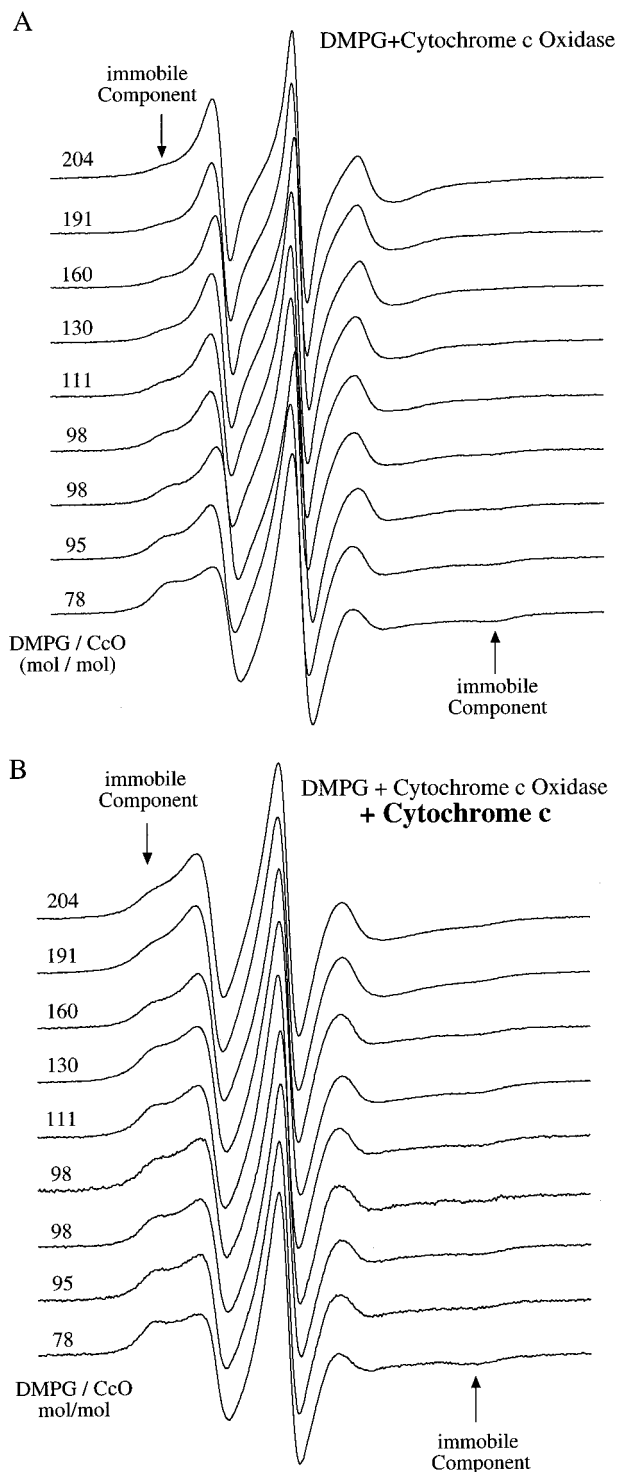 A
DMPG+Cytochrome c Oxidase
immobile
Component
204
191
160
130
111
98
98
95
78
DMPG / CcO
(mol / mol)
immobile
Component
B
immobile
Component
DMPG + Cytochrome c Oxidase
+ Cytochrome c
204
191
160
130
111
98
98
95
78
DMPG / CcO
mol/mol
immobile
Component